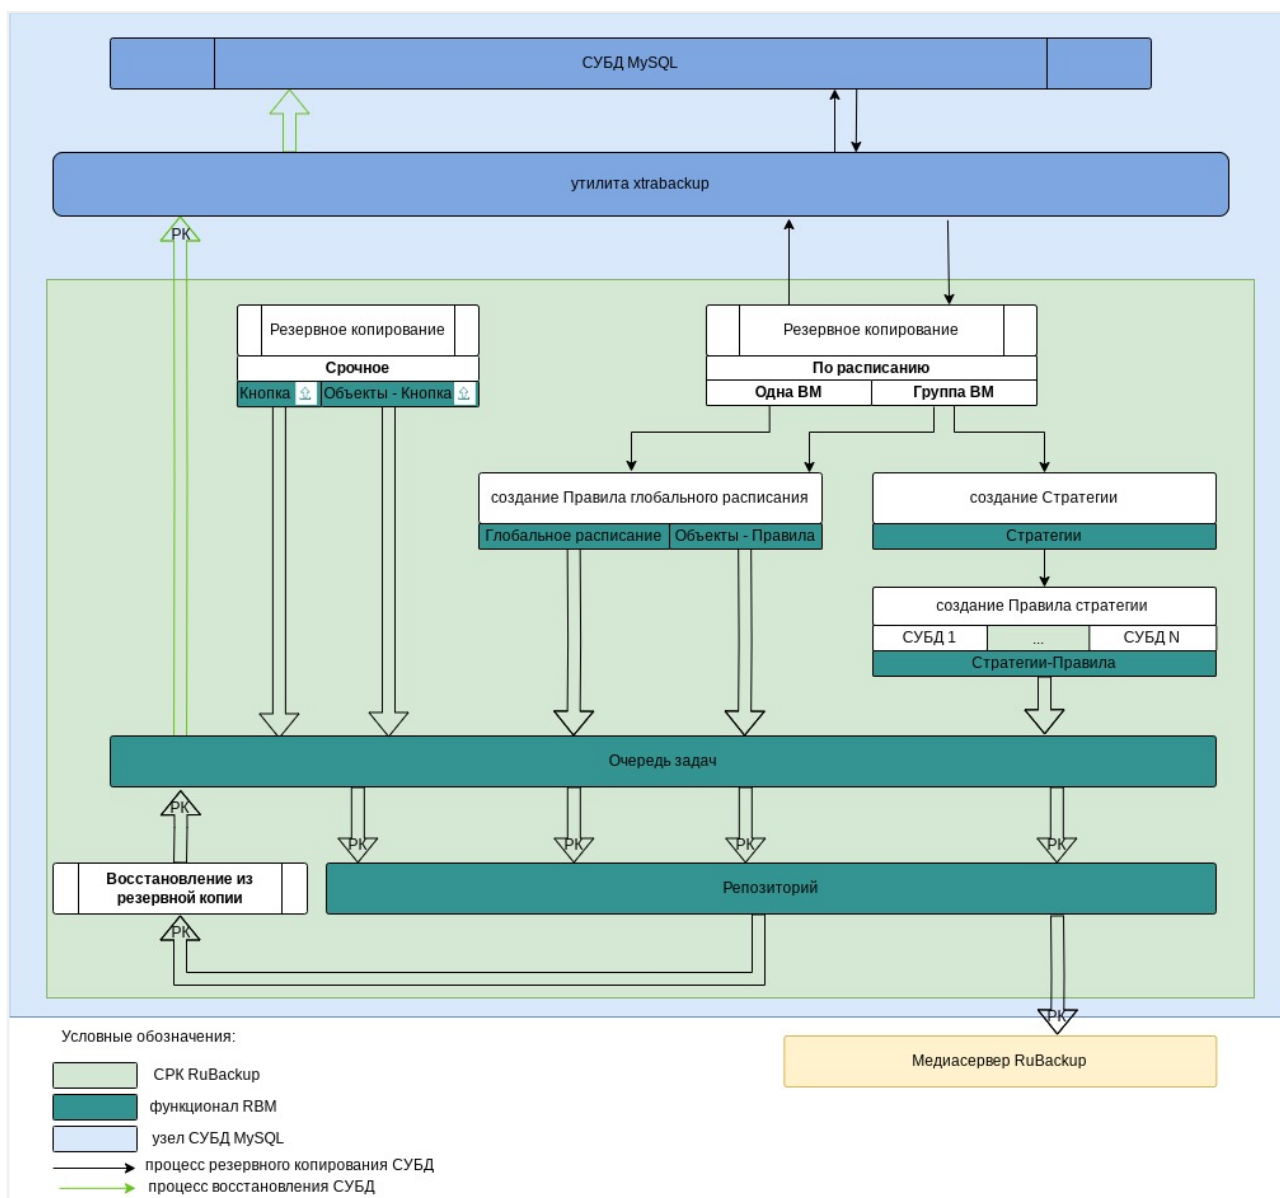 СУБД MySQL
утилита xtrabackup
РК
Резервное копирование
Срочное
Кнопка
Объекты - Кнопка
Резервное копирование
По расписанию
Одна ВМ
Группа ВМ
создание Правила глобального расписания
Глобальное расписание
Объекты - Правила
создание Стратегии
Стратегии
создание Правила стратегии
СУБД 1
...
СУБД N
Стратегии-Правила
Очередь задач
РК
РК
РК
РК
РК
Восстановление из
резервной копии
Репозиторий
РК
РК
Медиасервер RuBackup
Условные обозначения:
СРК RuBackup
функционал RBM
узел СУБД MySQL
процесс резервного копирования СУБД
процесс восстановления СУБД